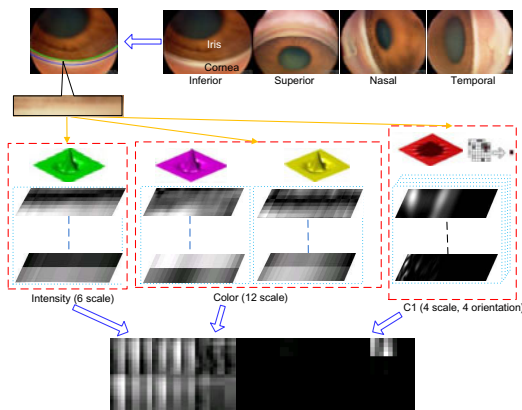 Iris
Cornea
Inferior
Superior
Nasal
Temporal
Intensity (6 scale)
Color (12 scale)
C1 (4 scale, 4 orientation)